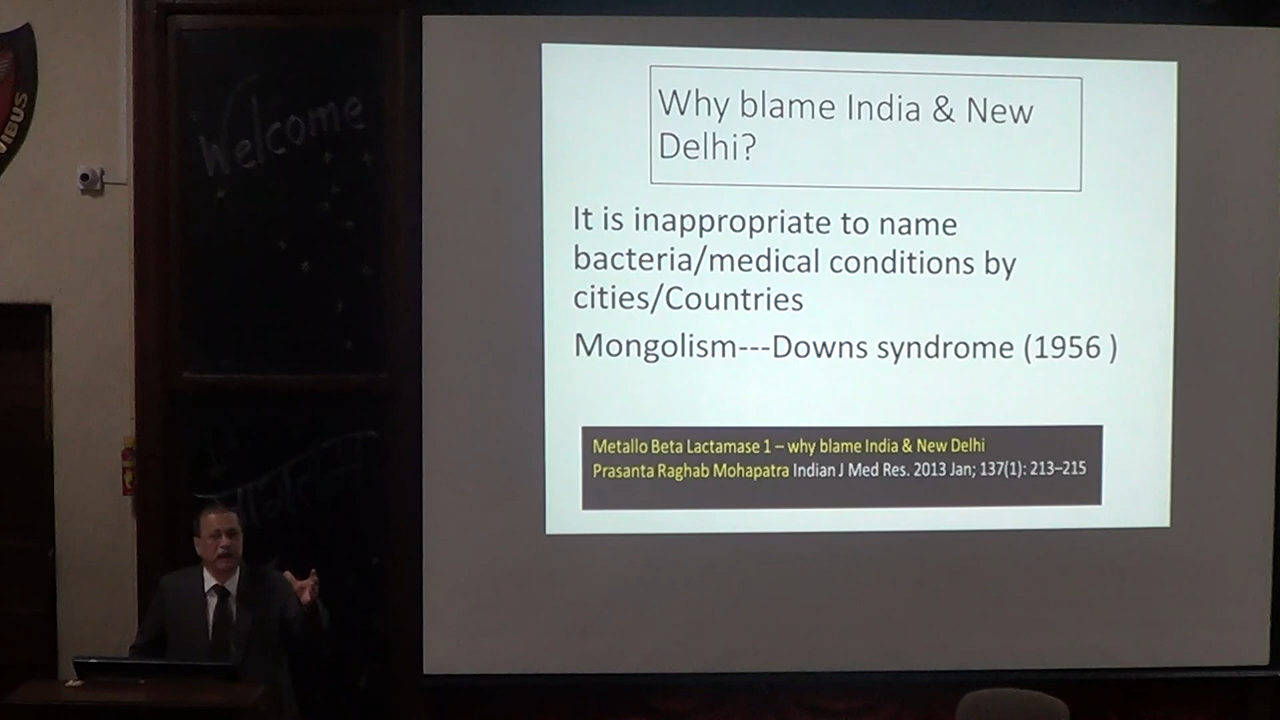 VIBUS
Welcome
Why blame India & New
Delhi?
It is inappropriate to name
bacteria/medical conditions by
cities/Countries
Mongolism---Downs syndrome (1956 )
Metallo Beta Lactamase 1 – why blame India & New Delhi
Prasanta Raghab Mohapatra Indian J Med Res. 2013 Jan; 137(1): 213–215